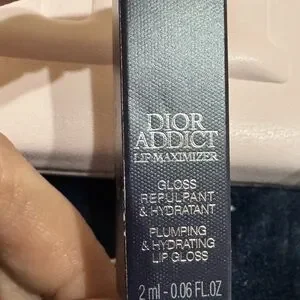 DIOR
ADDICT
LIP MAXIMIZER
GLOSS
REPULPANT
& HYDRATANT
PLUMPING
& HYDRATING
LIP GLOSS
2 ml - 0.06 FL.OZ